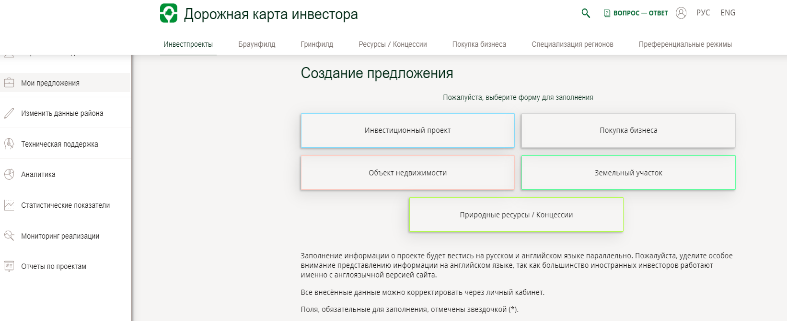 Дорожная карта инвестора
ВОПРОС — ОТВЕТ
РУС
ENG
Инвестпроекты
Браунфилд
Гринфилд
Ресурсы / Концессии
Покупка бизнеса
Специализация регионов
Преференциальные режимы
Мои предложения
Изменить данные района
Техническая поддержка
Аналитика
Статистические показатели
Мониторинг реализации
Отчеты по проектам
Создание предложения
Пожалуйста, выберите форму для заполнения
Инвестиционный проект
Покупка бизнеса
Объект недвижимости
Земельный участок
Природные ресурсы / Концессии
Заполнение информации о проекте будет вестись на русском и английском языке параллельно. Пожалуйста, уделите особое
внимание представлению информации на английском языке, так как большинство иностранных инвесторов работают
именно с англоязычной версией сайта.
Все внесенные данные можно корректировать через личный кабинет.
Поля, обязательные для заполнения, отмечены звездочкой (*).